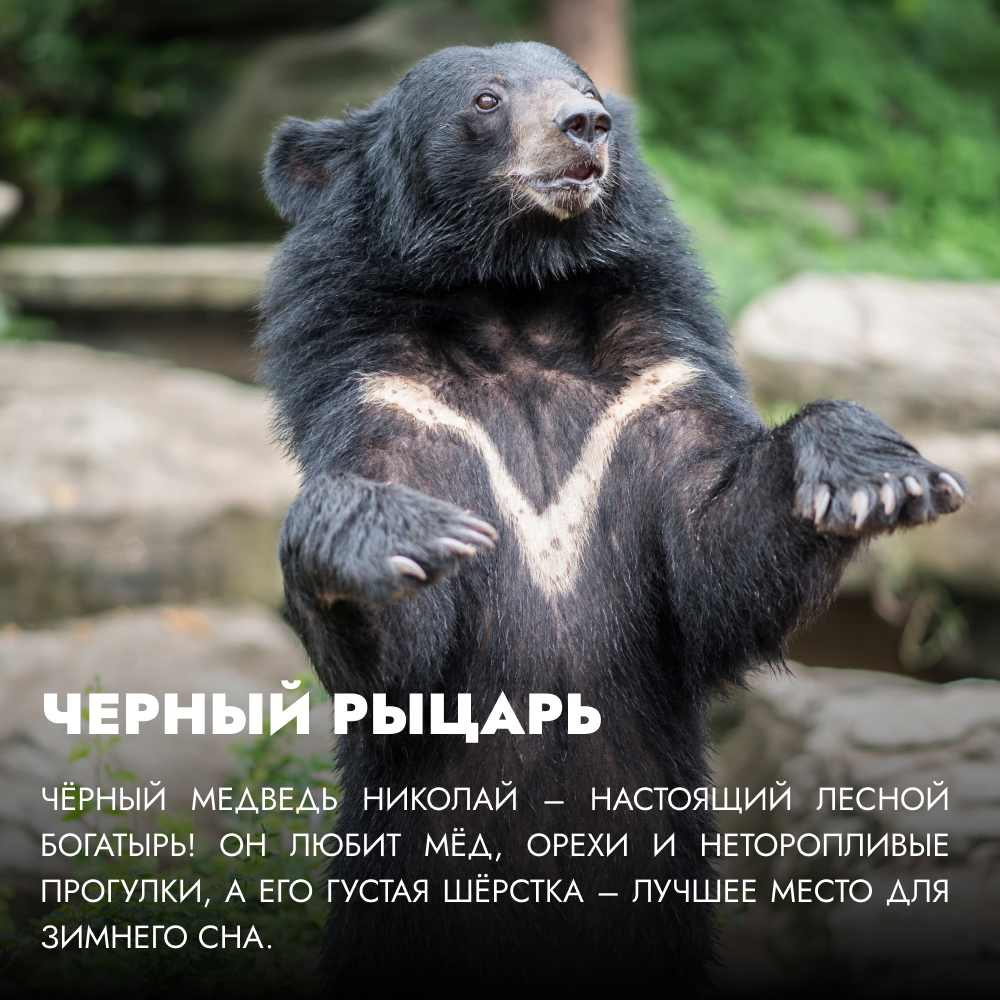 ЧЕРНЫЙ РЫЦАРЬ
ЧЁРНЫЙ МЕДВЕДЬ НИКОЛАЙ – НАСТОЯЩИЙ ЛЕСНОЙ
БОГАТЫРЬ! ОН ЛЮБИТ МЁД, ОРЕХИ И НЕТОРОПЛИВЫЕ
ПРОГУЛКИ, А ЕГО ГУСТАЯ ШЁРСТКА – ЛУЧШЕЕ МЕСТО ДЛЯ
ЗИМНЕГО СНА.